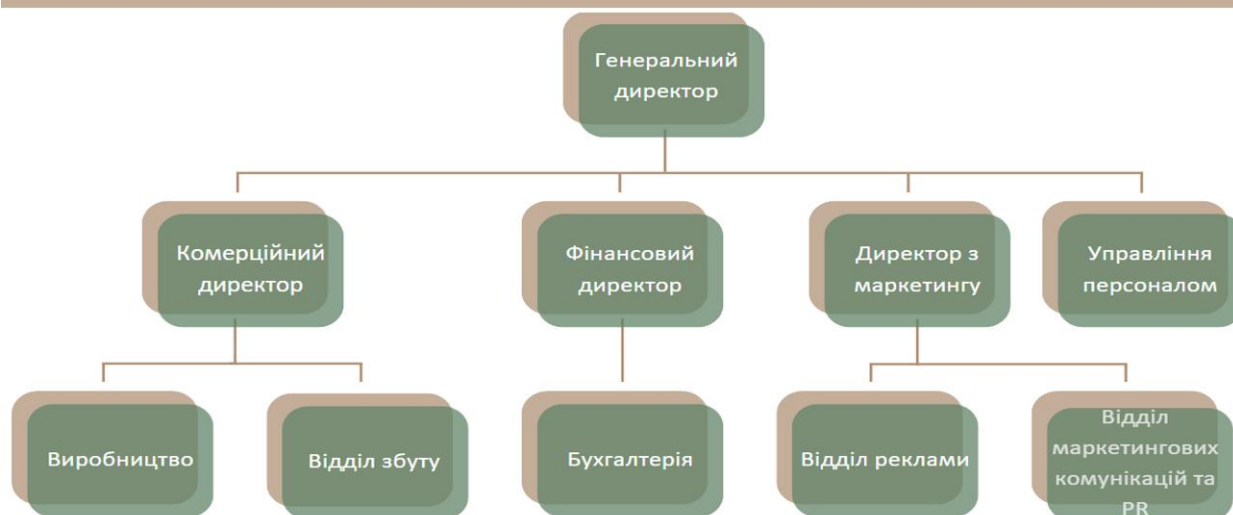 Генеральний
директор
Комерційний
директор
Фінансовий
директор
Директор з
маркетингу
Управління
персоналом
Виробництво
Відділ збуту
Бухгалтерія
Відділ реклами
Відділ
маркетингових
комунікацій та
PR